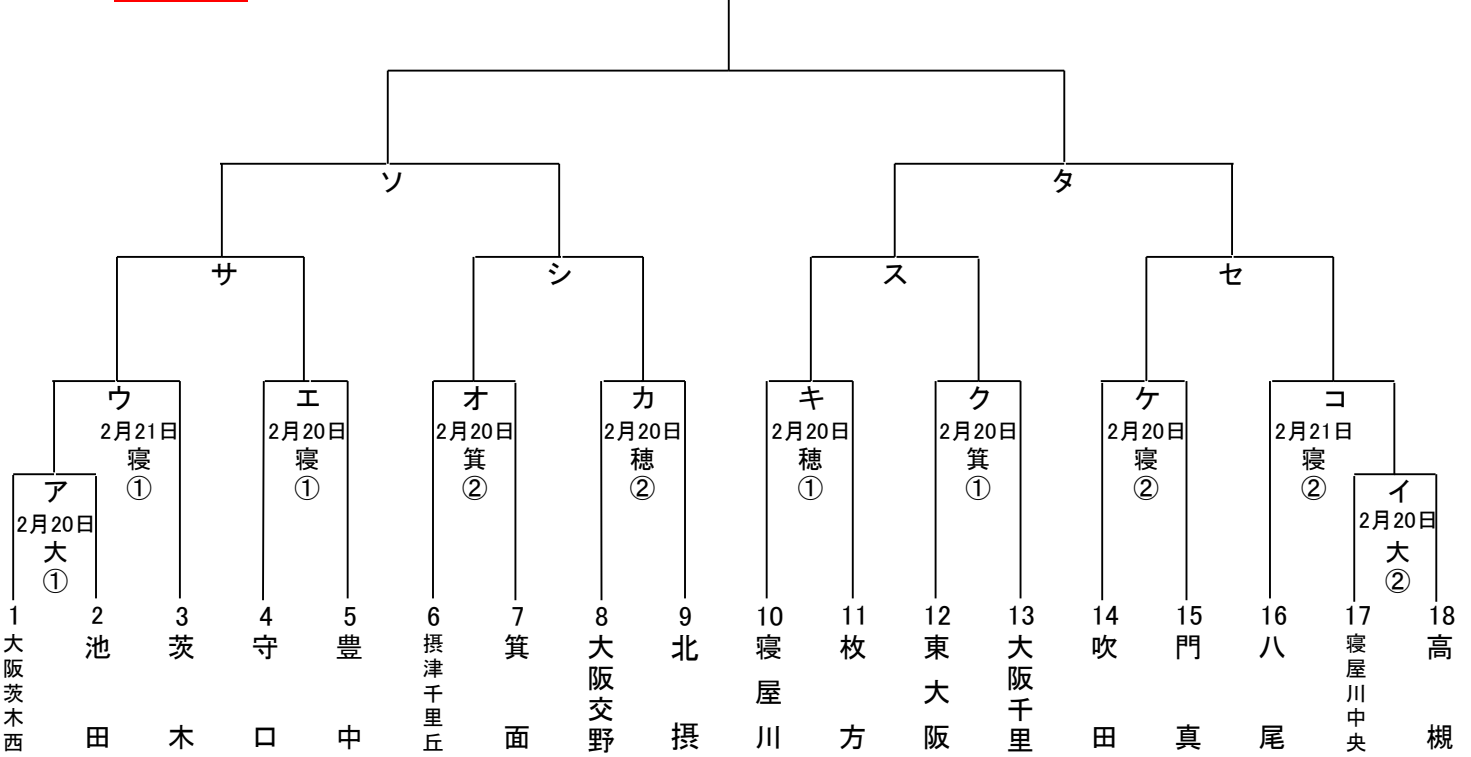 ソ
タ
サ
シ
ス
セ
ウ
2月21日
寝
①
エ
2月20日
寝
①
オ
2月20日
箕
②
カ
2月20日
穂
②
キ
2月20日
穂
①
ク
2月20日
箕
①
ケ
2月20日
寝
②
コ
2月21日
寝
②
ア
2月20日
大
①
イ
2月20日
大
②
1
大阪茨木西
2
池田
3
茨木
4
守口
5
豊中
6
摂津千里丘
7
箕面
8
大阪交野
9
北摂
10
寝屋川
11
枚方
12
東大阪
13
大阪千里
14
吹田
15
門真
16
八尾
17
寝屋川中央
18
高槻